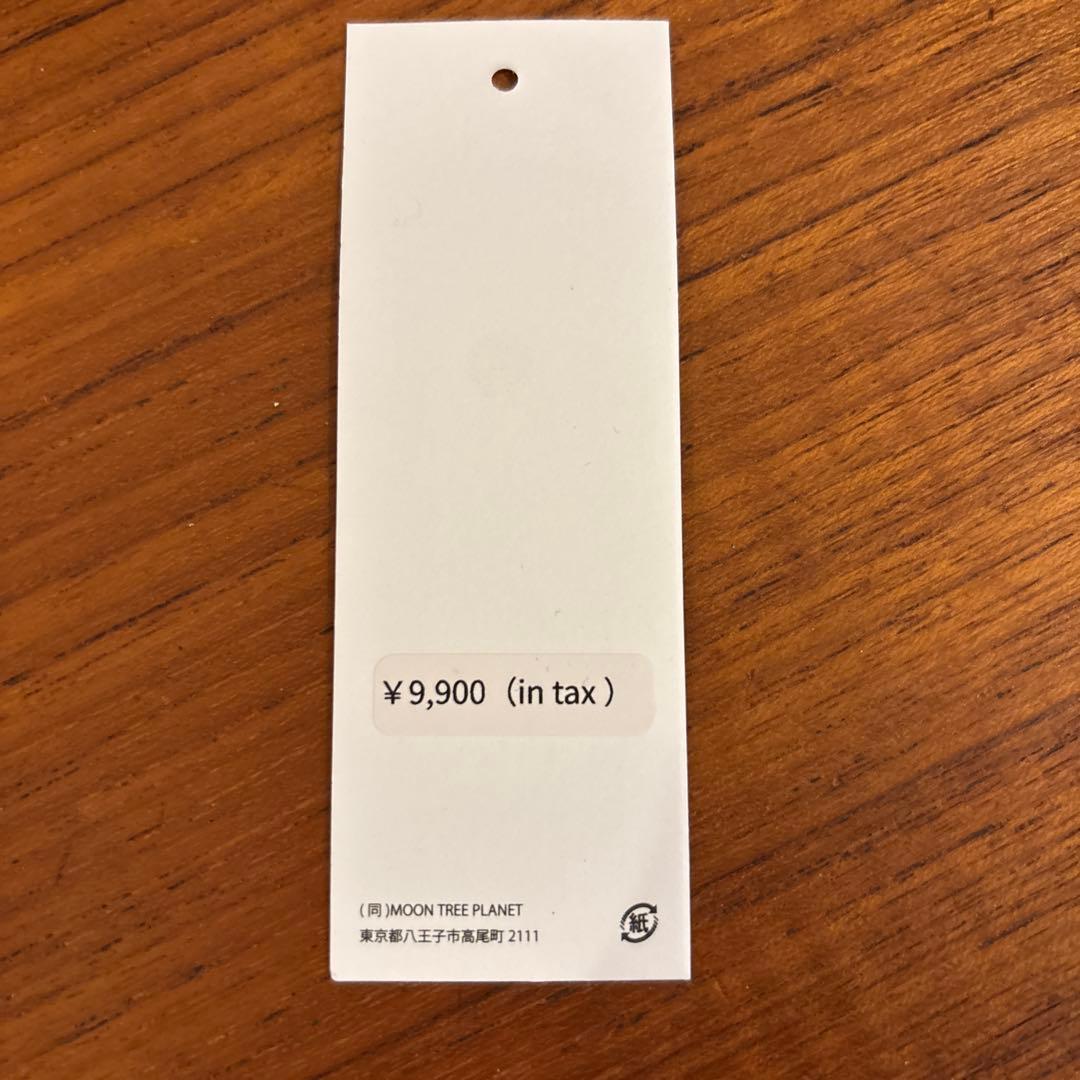 ￥9,900（in tax ）
( 同 )MOON TREE PLANET
東京都八王子市高尾町 2111
紙